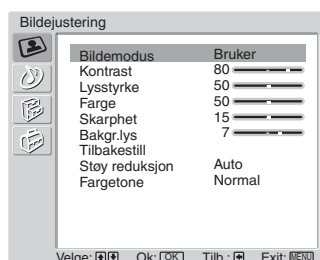 Bildejustering
Bildemodus Bruker
Kontrast 80
Lysstyrke 50
Farge 50
Skarphet 15
Bakgr.lys 7
Tilbakestill
Støy reduksjon Auto
Fargetone Normal
Velge: Ok: OK Tilb.: Exit: MENU